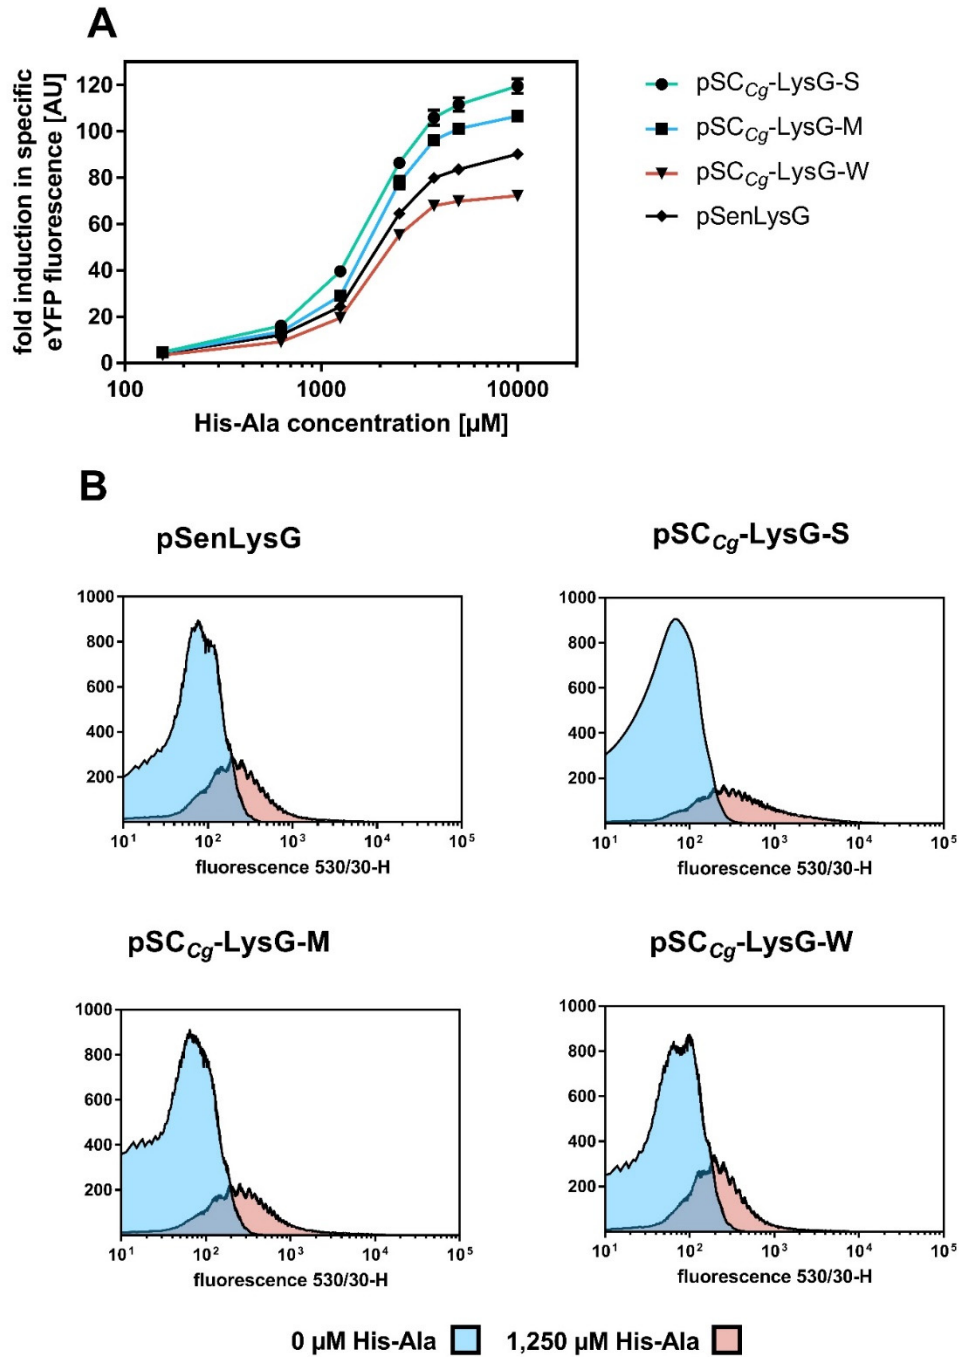 A
fold induction in specific
eYFP fluorescence [AU]
120
100
80
60
40
20
0
100
1000
10000
His-Ala concentration [µM]
pSCCg-LysG-S
pSCCg-LysG-M
pSCCg-LysG-W
pSenLysG
B
pSenLysG
1000
800
600
400
200
10¹ 10² 10³ 10⁴ 10⁵
fluorescence 530/30-H
pSCCg-LysG-S
1000
800
600
400
200
10¹ 10² 10³ 10⁴ 10⁵
fluorescence 530/30-H
pSCCg-LysG-M
1000
800
600
400
200
10¹ 10² 10³ 10⁴ 10⁵
fluorescence 530/30-H
pSCCg-LysG-W
1000
800
600
400
200
10¹ 10² 10³ 10⁴ 10⁵
fluorescence 530/30-H
0 µM His-Ala 1,250 µM His-Ala